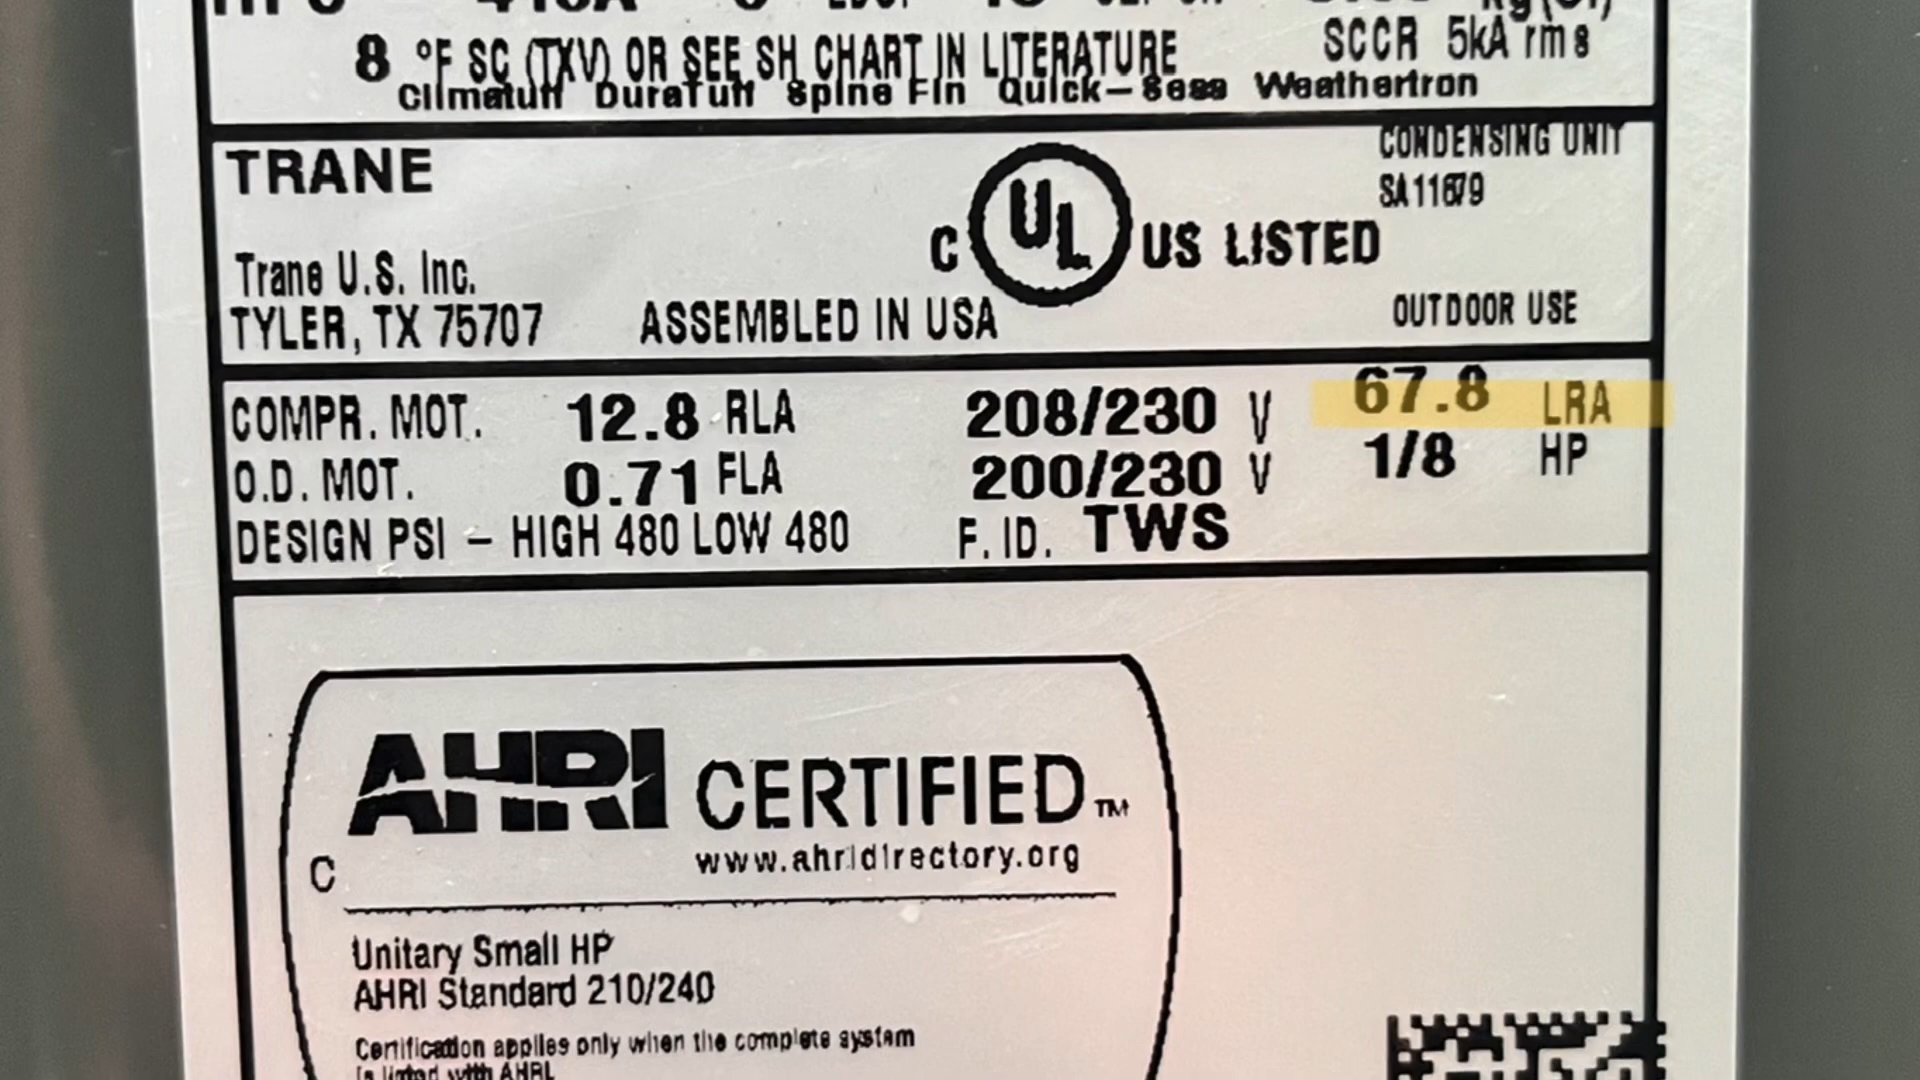 8 °F SC (TXV) OR SEE SH CHART IN LITERATURE SCCR 5kA rms
Climatuff DuraTuff Spine Fin Quick-Sess Weathertron
TRANE
CONDENSING UNIT
SA11679
C UL US LISTED
Trane U.S. Inc.
TYLER, TX 75707 ASSEMBLED IN USA OUTDOOR USE
COMPR. MOT. 12.8 RLA 208/230 V 67.8 LRA
O.D. MOT. 0.71 FLA 200/230 V 1/8 HP
DESIGN PSI - HIGH 480 LOW 480 F. ID. TWS
AHRI CERTIFIED TM
www.ahridirectory.org
C
Unitary Small HP
AHRI Standard 210/240
Certification applies only when the complete system
is listed with AHRI.